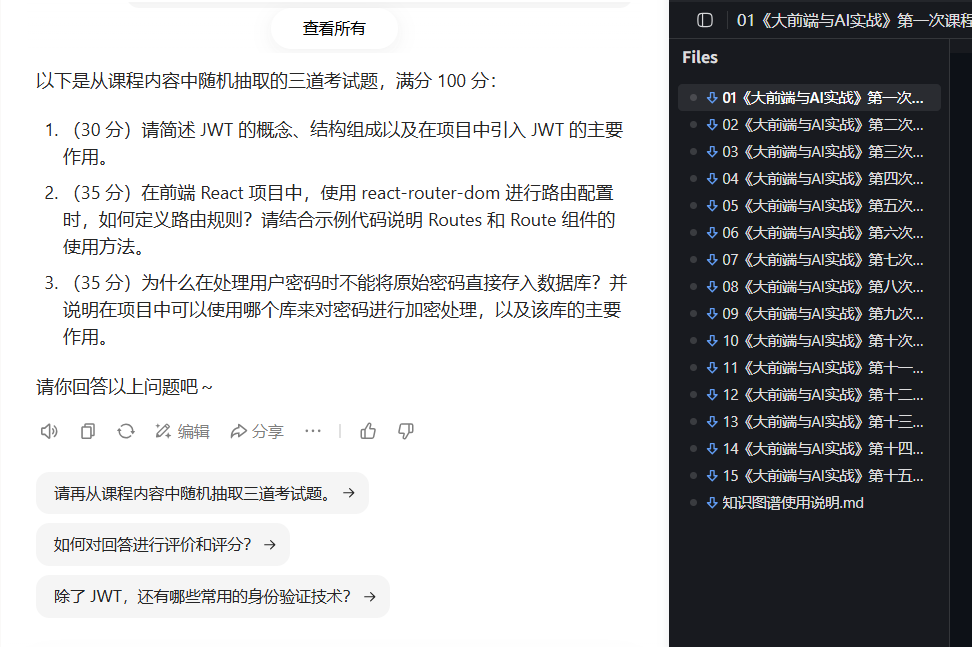 查看所有
以下是从课程内容中随机抽取的三道考试题，满分 100 分：
1. （30 分）请简述 JWT 的概念、结构组成以及在项目中引入 JWT 的主要
作用。
2. （35 分）在前端 React 项目中，使用 react-router-dom 进行路由配置
时，如何定义路由规则？请结合示例代码说明 Routes 和 Route 组件的
使用方法。
3. （35 分）为什么在处理用户密码时不能将原始密码直接存入数据库？并
说明在项目中可以使用哪个库来对密码进行加密处理，以及该库的主要
作用。
请你回答以上问题吧～
编辑
分享
请再从课程内容中随机抽取三道考试题。 →
如何对回答进行评价和评分？ →
除了 JWT，还有哪些常用的身份验证技术？ →
01《大前端与AI实战》第一次课程
Files
01《大前端与AI实战》第一次...
02《大前端与AI实战》第二次...
03《大前端与AI实战》第三次...
04《大前端与AI实战》第四次...
05《大前端与AI实战》第五次...
06《大前端与AI实战》第六次...
07《大前端与AI实战》第七次...
08《大前端与AI实战》第八次...
09《大前端与AI实战》第九次...
10《大前端与AI实战》第十次...
11《大前端与AI实战》第十一...
12《大前端与AI实战》第十二...
13《大前端与AI实战》第十三...
14《大前端与AI实战》第十四...
15《大前端与AI实战》第十五...
知识图谱使用说明.md